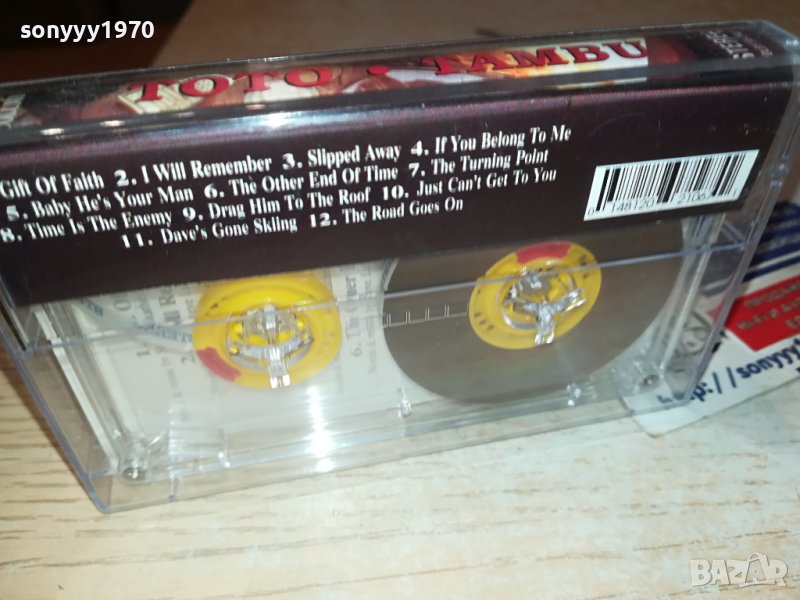 sonyyy1970
TOTO • TAMBU
Gift Of Faith 2. I Will Remember 3. Slipped Away 4. If You Belong To Me
5. Baby He's Your Man 6. The Other End Of Time 7. The Turning Point
8. Time Is The Enemy 9. Drag Him To The Roof 10. Just Can't Get To You
11. Dave's Gone Skiing 12. The Road Goes On
http://sonyyy
BAZAR